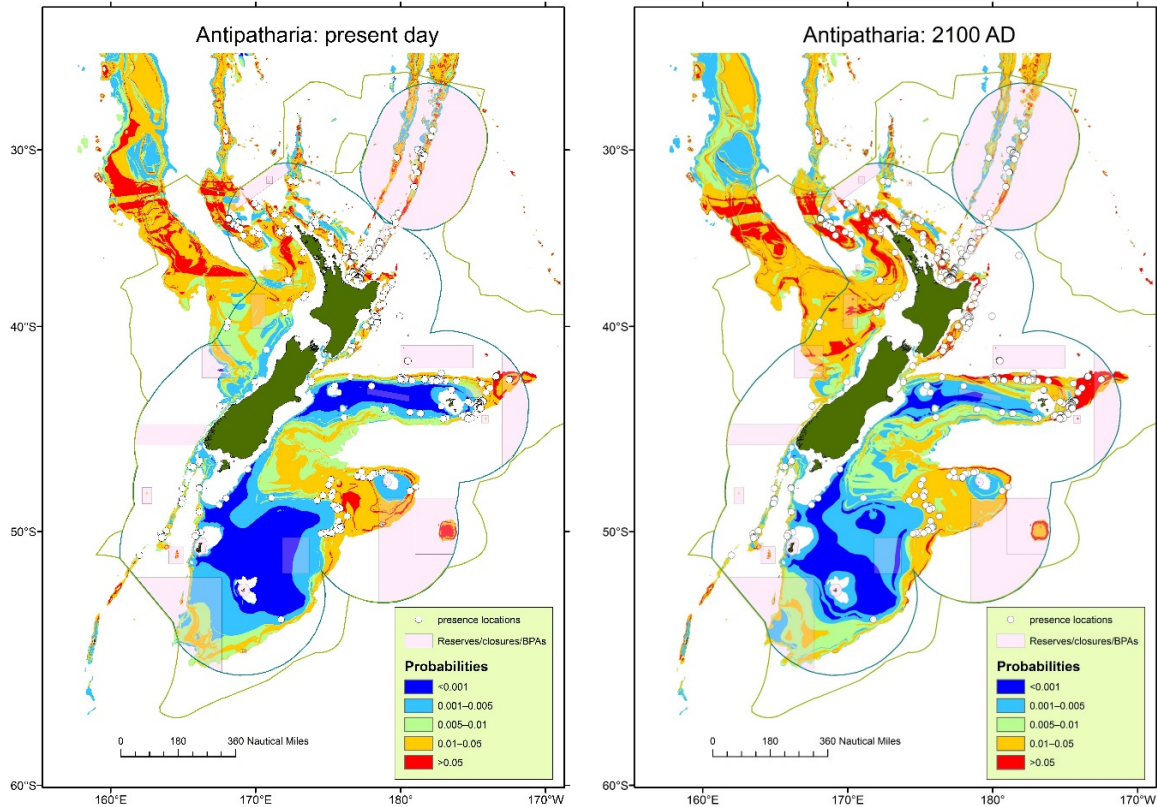 Antipatharia: present day
30°S
40°S
50°S
60°S
160°E
170°E
180°
170°W
0
180
360 Nautical Miles
presence locations
Reserves/closures/BPAs
Probabilities
<0.001
0.001–0.005
0.005–0.01
0.01–0.05
>0.05
Antipatharia: 2100 AD
30°S
40°S
50°S
60°S
160°E
170°E
180°
170°W
0
180
360 Nautical Miles
presence locations
Reserves/closures/BPAs
Probabilities
<0.001
0.001–0.005
0.005–0.01
0.01–0.05
>0.05